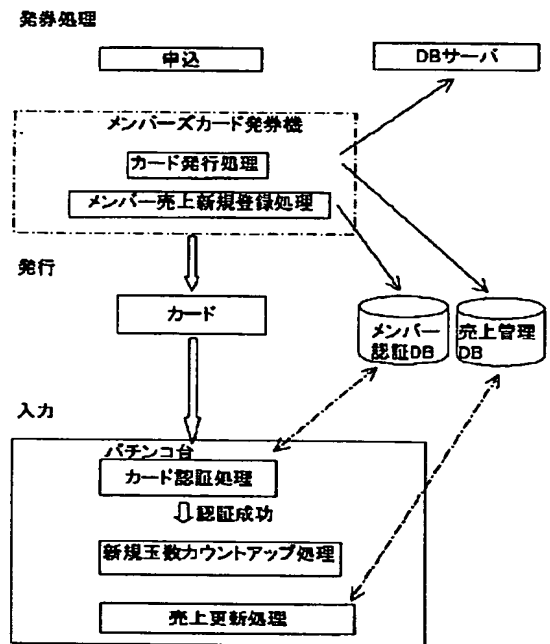 発券処理
申込
DBサーバ
メンバーズカード発券機
カード発行処理
メンバー売上新規登録処理
発行
カード
メンバー
認証DB
売上管理
DB
入力
パチンコ台
カード認証処理
認証成功
新規玉数カウントアップ処理
売上更新処理